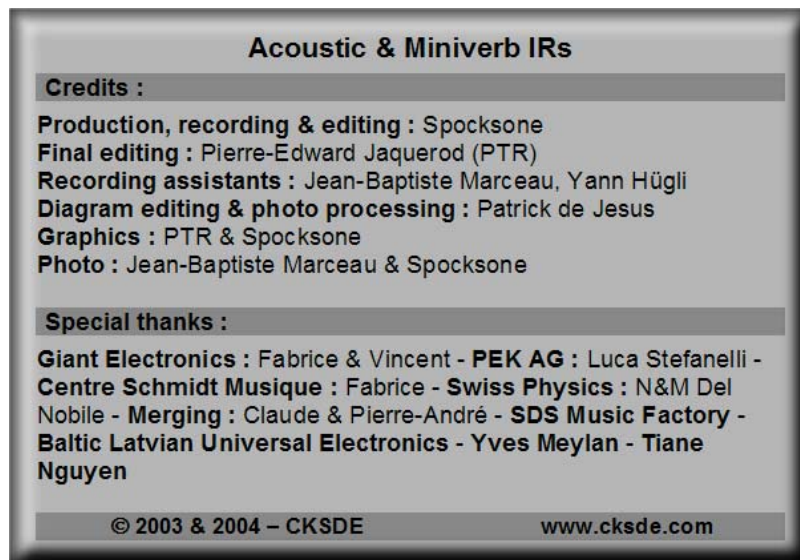 Acoustic & Miniverb IRs
Credits :
Production, recording & editing : Spocksone
Final editing : Pierre-Edward Jaquerod (PTR)
Recording assistants : Jean-Baptiste Marceau, Yann Hügli
Diagram editing & photo processing : Patrick de Jesus
Graphics : PTR & Spocksone
Photo : Jean-Baptiste Marceau & Spocksone
Special thanks :
Giant Electronics : Fabrice & Vincent - PEK AG : Luca Stefanelli -
Centre Schmidt Musique : Fabrice - Swiss Physics : N&M Del
Nobile - Merging : Claude & Pierre-André - SDS Music Factory -
Baltic Latvian Universal Electronics - Yves Meylan - Tiane
Nguyen
© 2003 & 2004 – CKSDE www.cksde.com